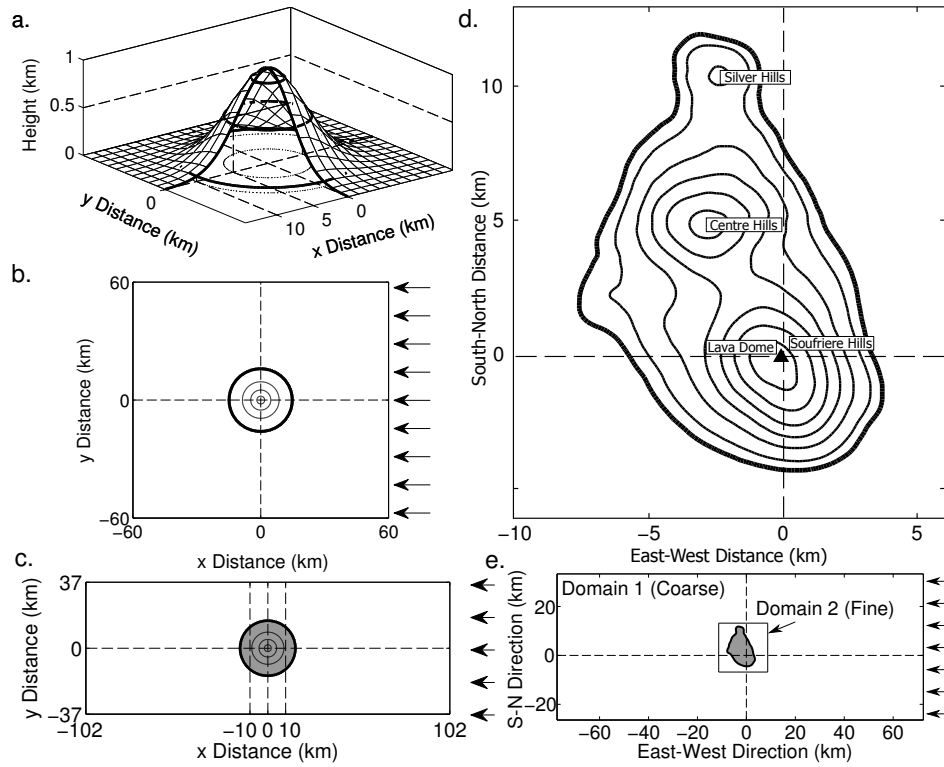 a.
Height (km)
1
0.5
0
0
y Distance (km)
10
5
0
x Distance (km)
b.
y Distance (km)
60
0
−60
−60
0
60
x Distance (km)
c.
y Distance (km)
37
0
−37
−102
−10
0
10
102
x Distance (km)
d.
South-North Distance (km)
10
5
0
Silver Hills
Centre Hills
Lava Dome
Soufriere Hills
−10
−5
0
5
East-West Distance (km)
e.
S-N Direction (km)
20
0
−20
Domain 1 (Coarse)
Domain 2 (Fine)
−60
−40
−20
0
20
40
60
East-West Direction (km)